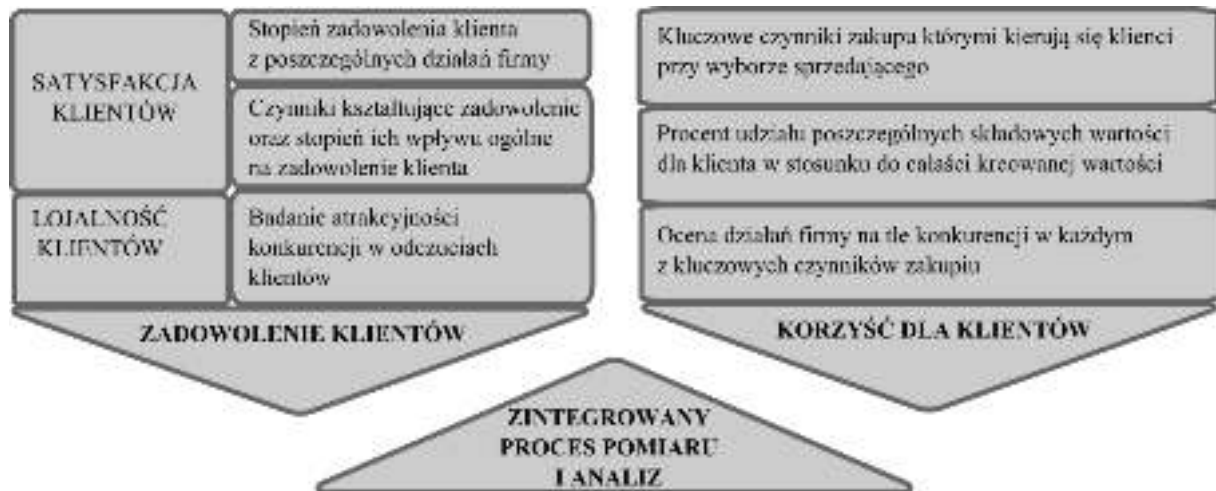 SATYSFAKCJA
KLIENTÓW
Stopień zadowolenia klienta
z poszczególnych działań firmy
Czynniki kształtujące zadowolenie
oraz stopień ich wpływu ogólne
na zadowolenie klienta
LOJALNOŚĆ
KLIENTÓW
Badanie atrakcyjności
konkurencji w odczuciach
klientów
ZADOWOLENIE KLIENTÓW
Kluczowe czynniki zakupu którymi kierują się klienci
przy wyborze sprzedającego
Procent udziału poszczególnych składowych wartości
dla klienta w stosunku do całaści kreowanej wartości
Ocena działań firmy na tle konkurencji w każdym
z kluczowych czynników zakupiu
KORZYŚĆ DLA KLIENTÓW
ZINTEGROWANY
PROCES POMIARU
I ANALIZ